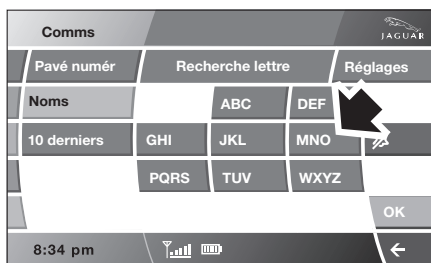 Comms JAGUAR
Pavé numér Recherche lettre Réglages
Noms ABC DEF
10 derniers GHI JKL MNO
PQRS TUV WXYZ
OK
8:34 pm